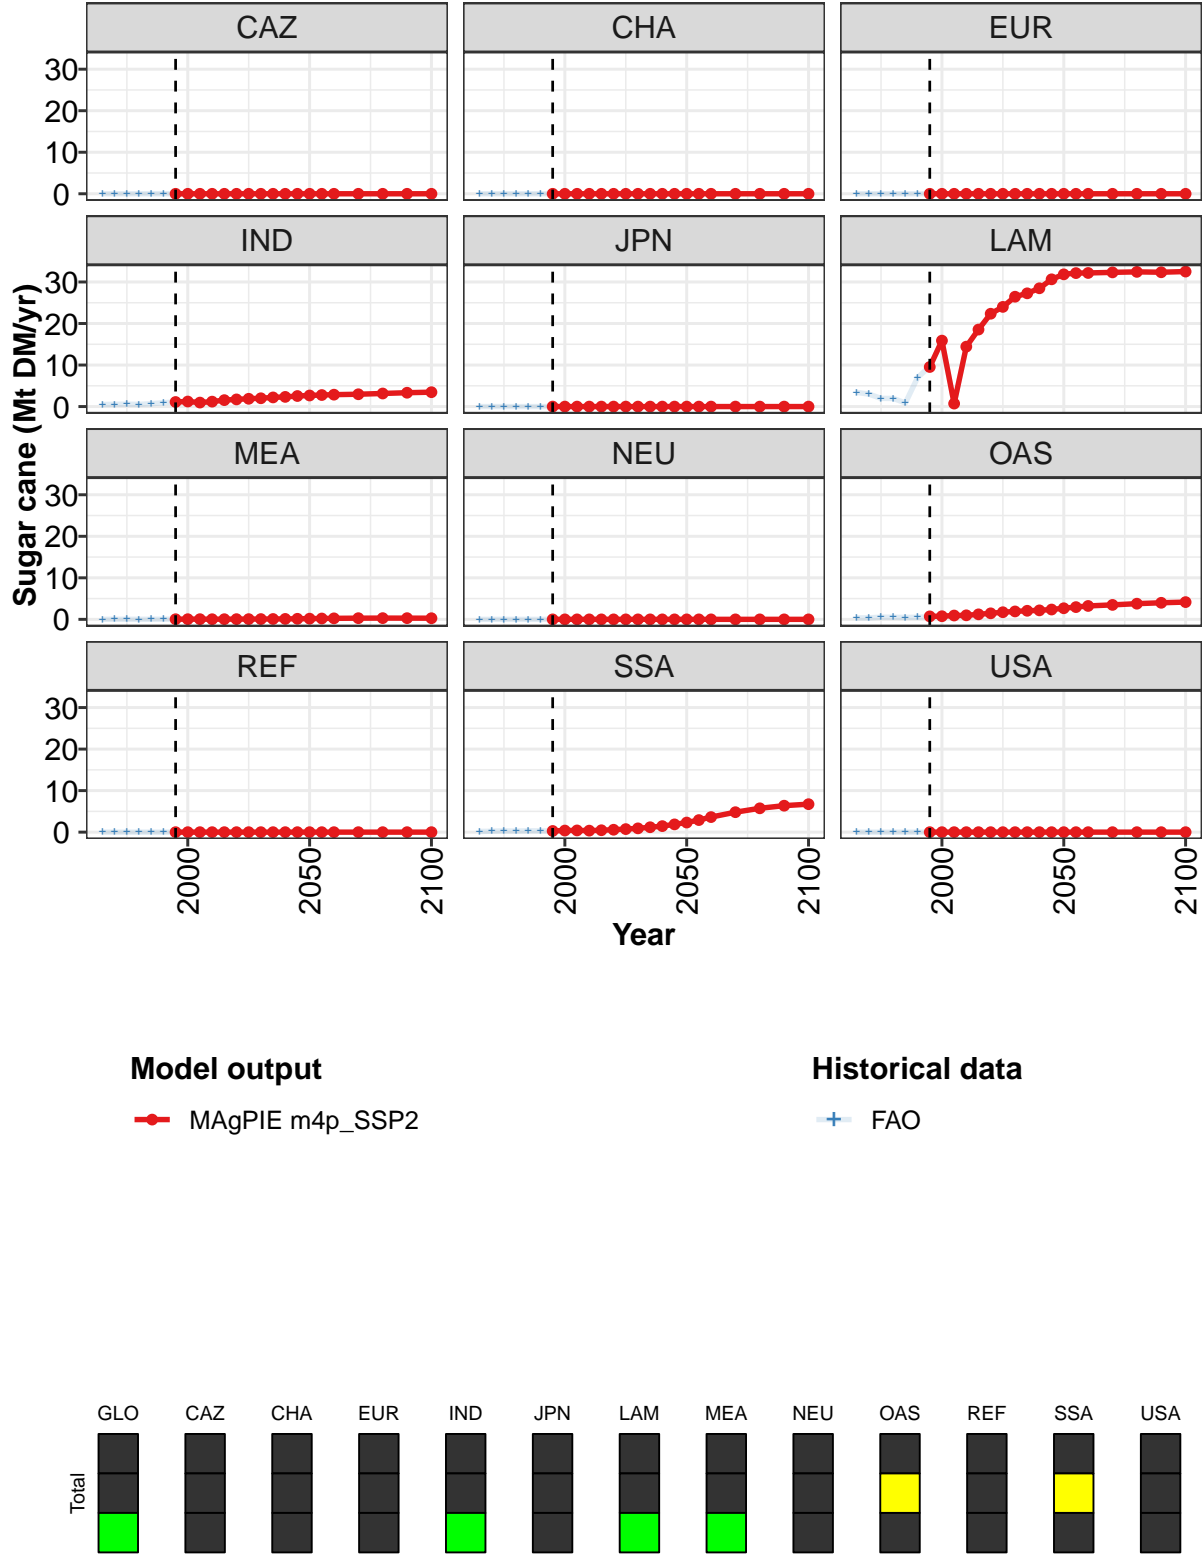 CAZ CHA EUR
30
20
10
0
IND JPN LAM
30
20
10
0
MEA NEU OAS
30
20
10
0
REF SSA USA
30
20
10
0
2000 2050 2100 2000 2050 2100 2000 2050 2100
Sugar cane (Mt DM/yr)
Year
Model output Historical data
MAgPIE m4p_SSP2 FAO
GLO CAZ CHA EUR IND JPN LAM MEA NEU OAS REF SSA USA
Total